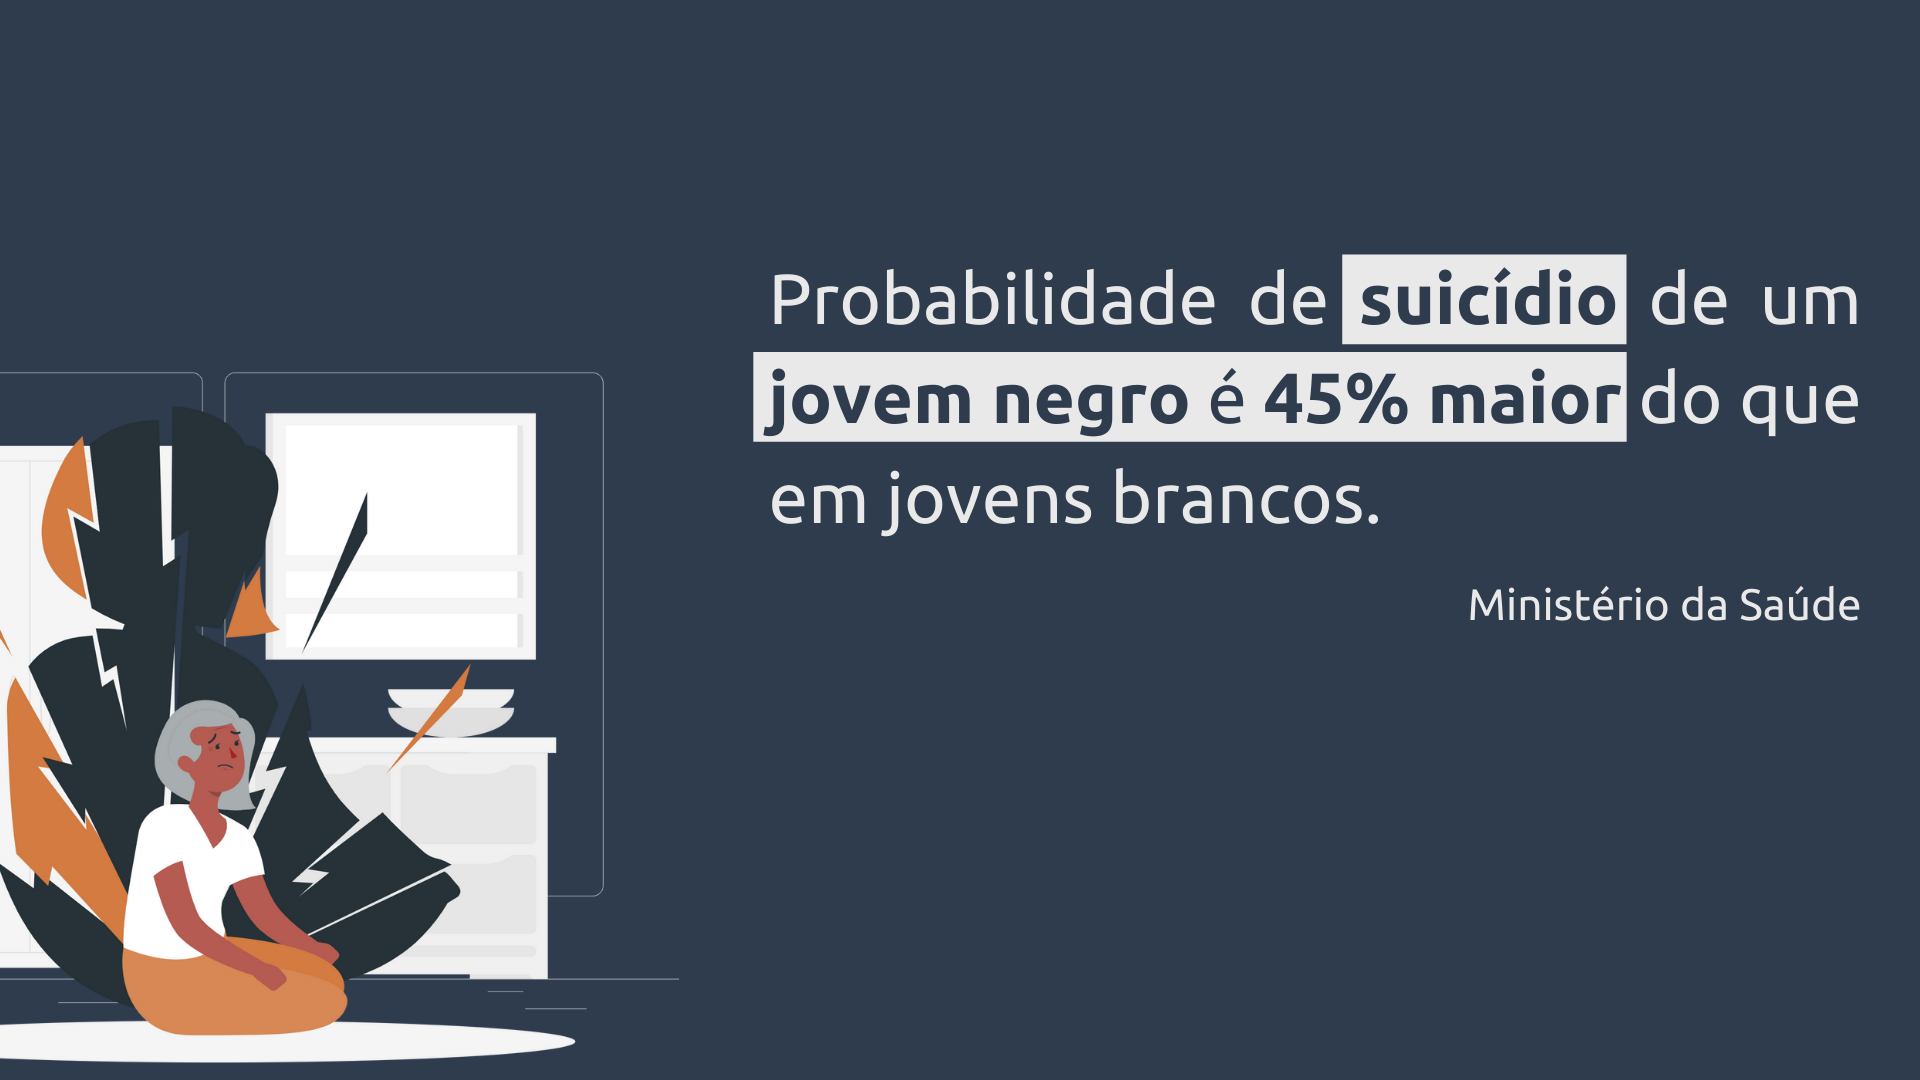 Probabilidade de suicídio de um
jovem negro é 45% maior do que
em jovens brancos.
Ministério da Saúde